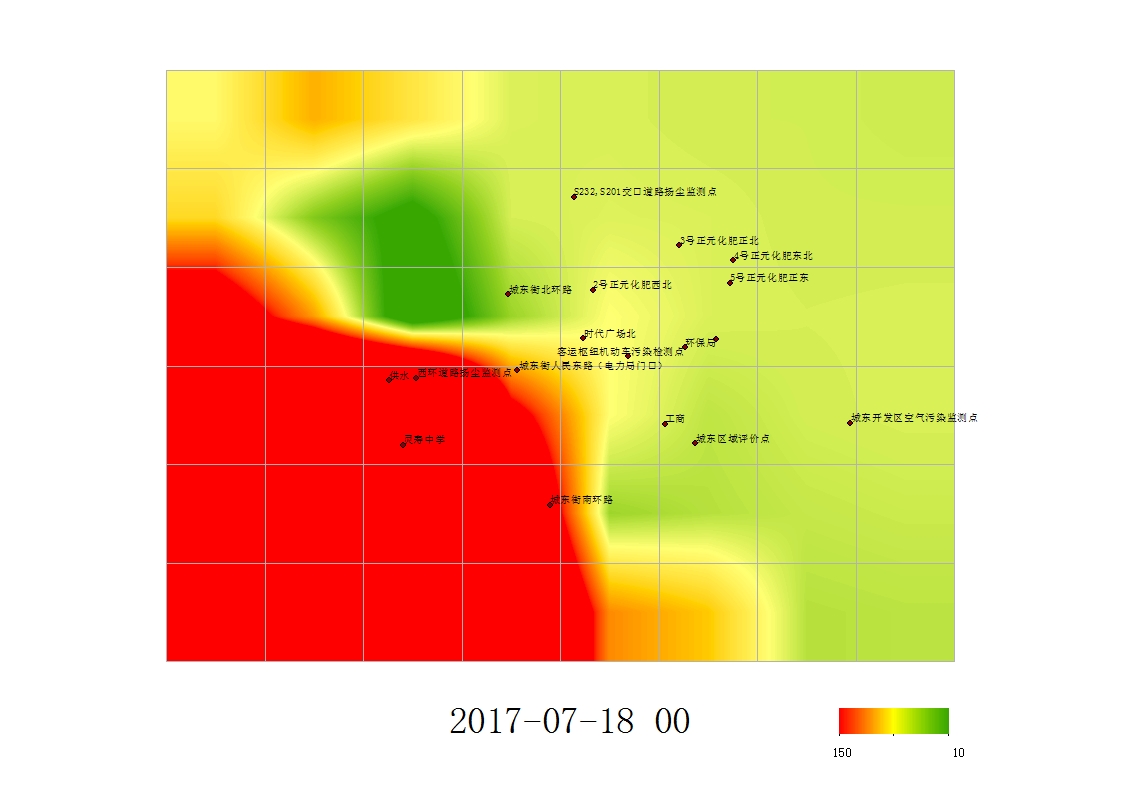 S232,S201交口道路扬尘监测点
3号正元化肥正北
4号正元化肥东北
5号正元化肥正东
2号正元化肥西北
城东街北环路
时代广场北
环保局
客运枢纽机动车污染检测点
城东街人民东路（电力局门口）
西环道路扬尘监测点
供水
工商
城东开发区空气污染监测点
城东区域评价点
灵寿中学
城东街南环路
2017-07-18 00
150
10